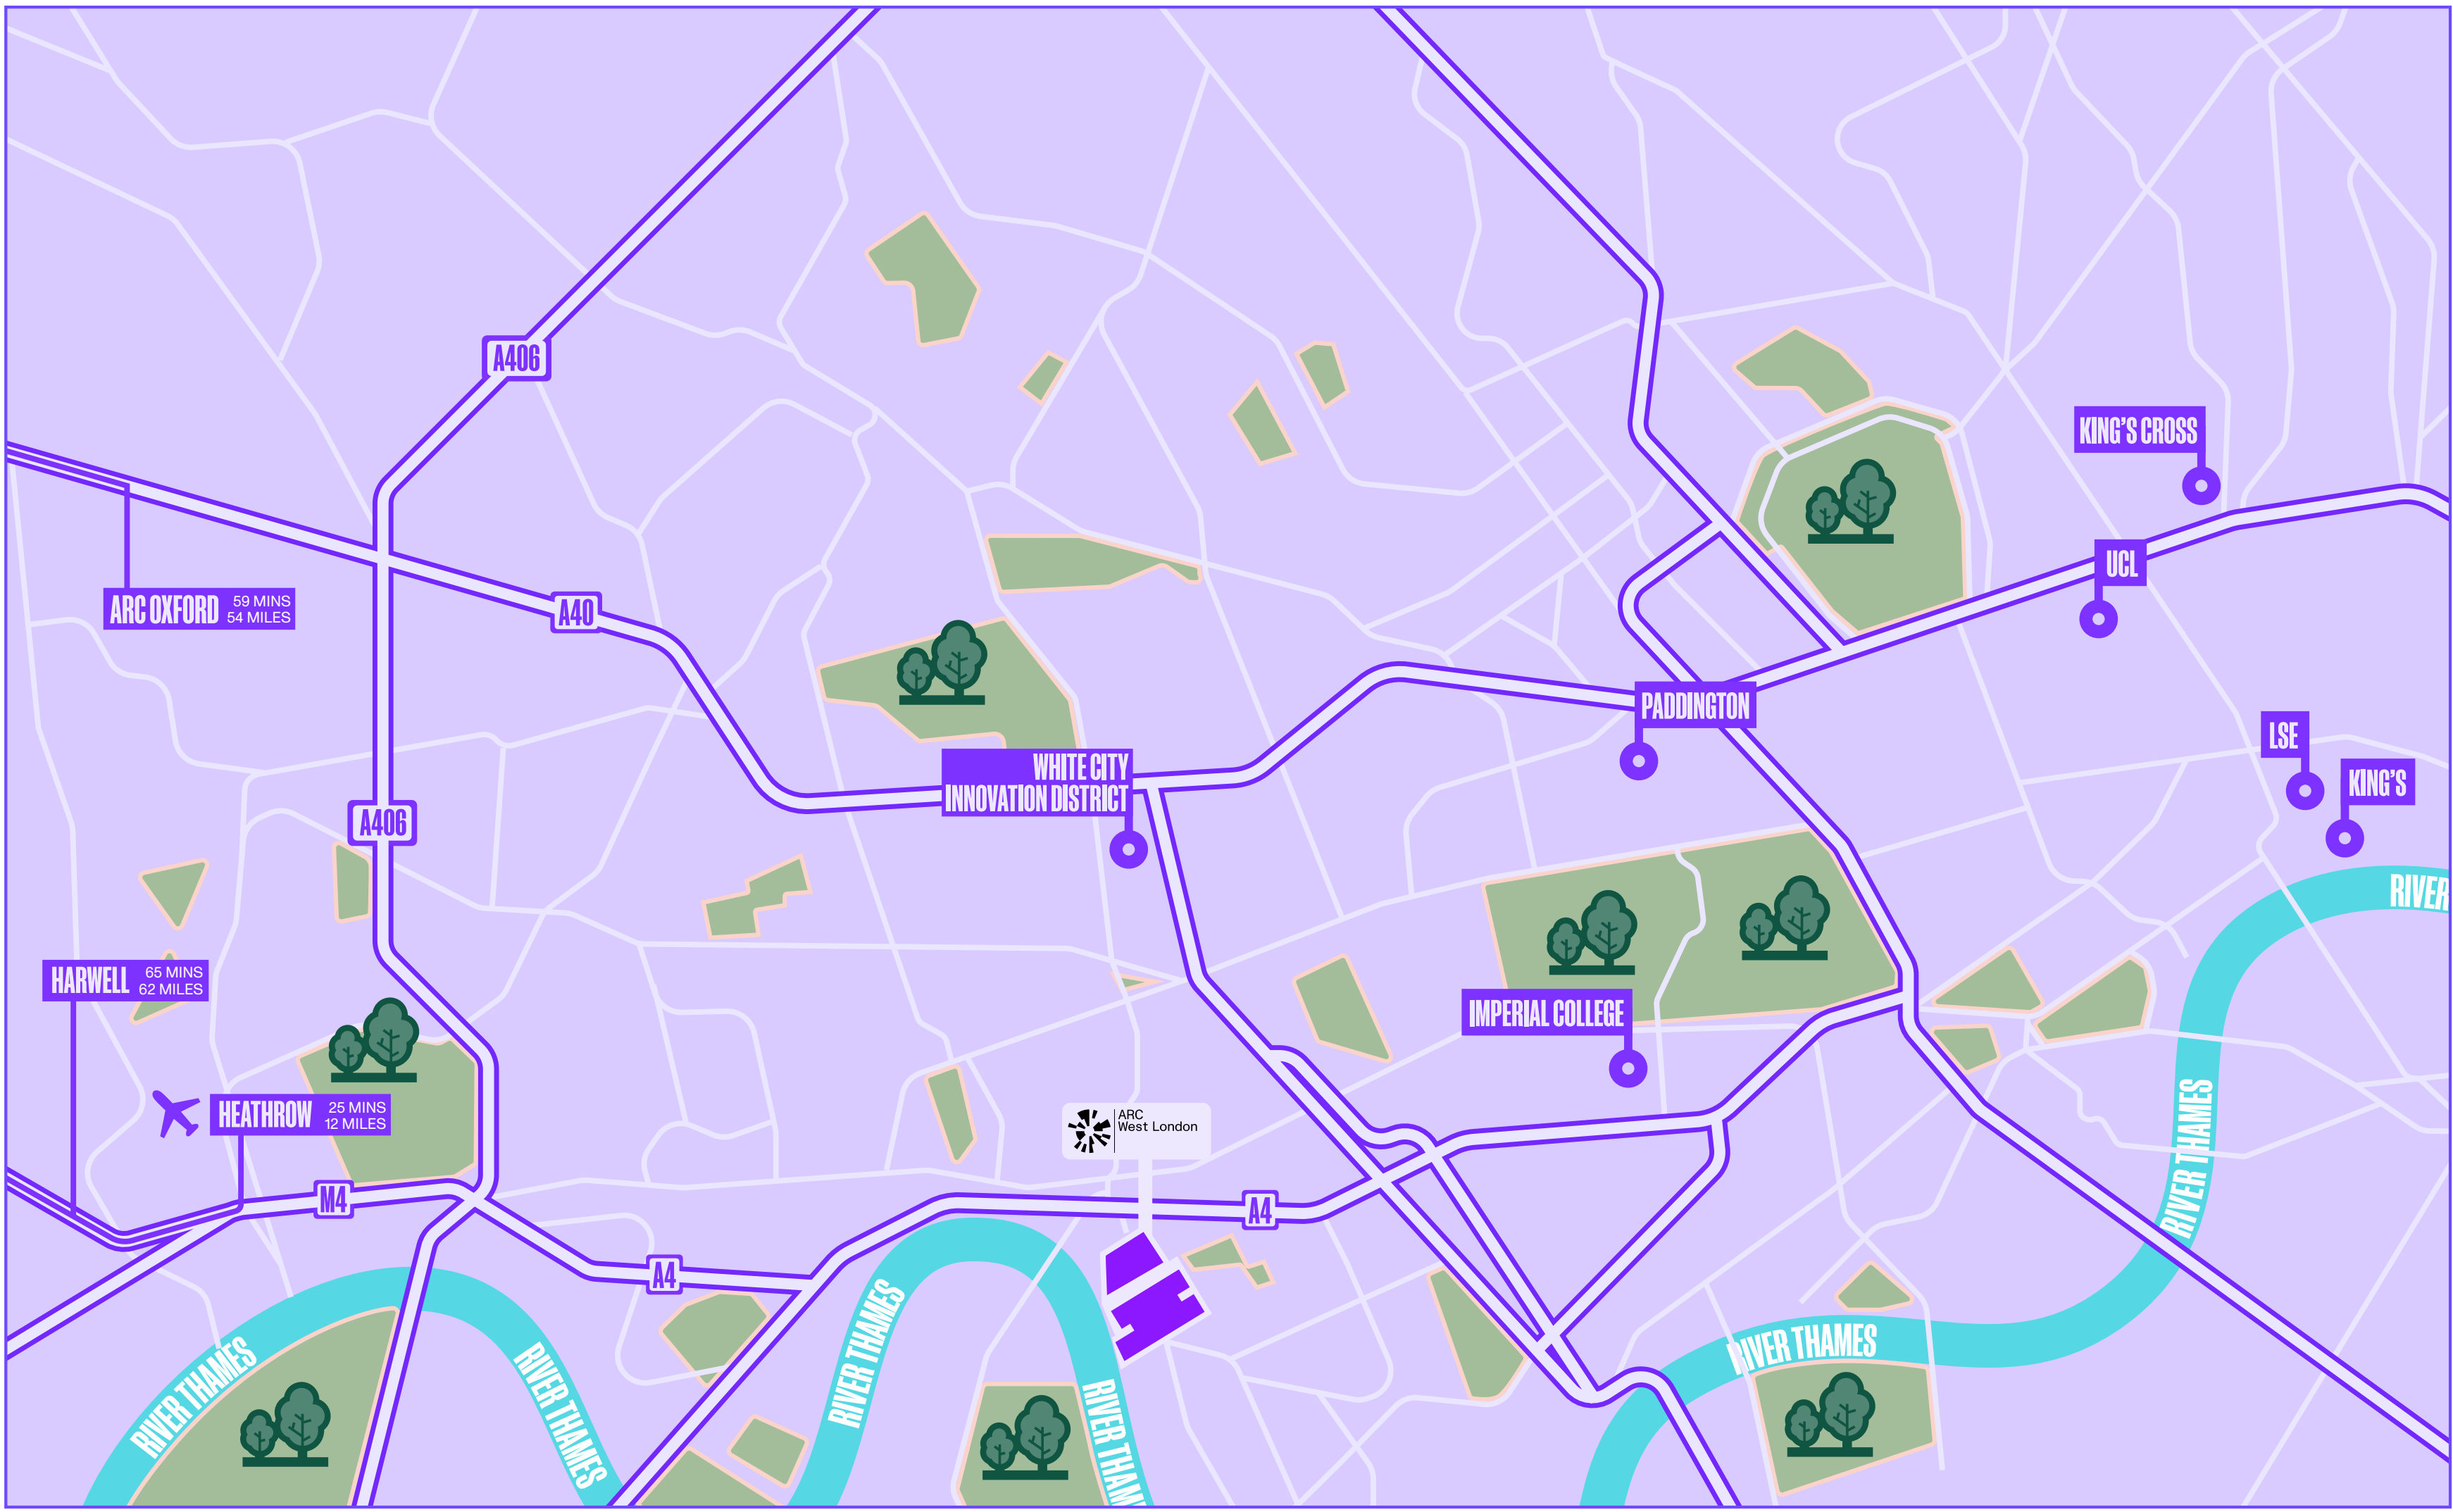 A406
KING'S CROSS
UCL
ARC OXFORD 59 MINS
54 MILES
A40
PADDINGTON
LSE
WHITE CITY
INNOVATION DISTRICT
KING'S
A406
RIVER
HARWELL 65 MINS
62 MILES
IMPERIAL COLLEGE
HEATHROW 25 MINS
12 MILES
ARC
West London
RIVER THAMES
M4
A4
A4
RIVER THAMES
RIVER THAMES
RIVER THAMES
RIVER THAMES
RIVER THAM